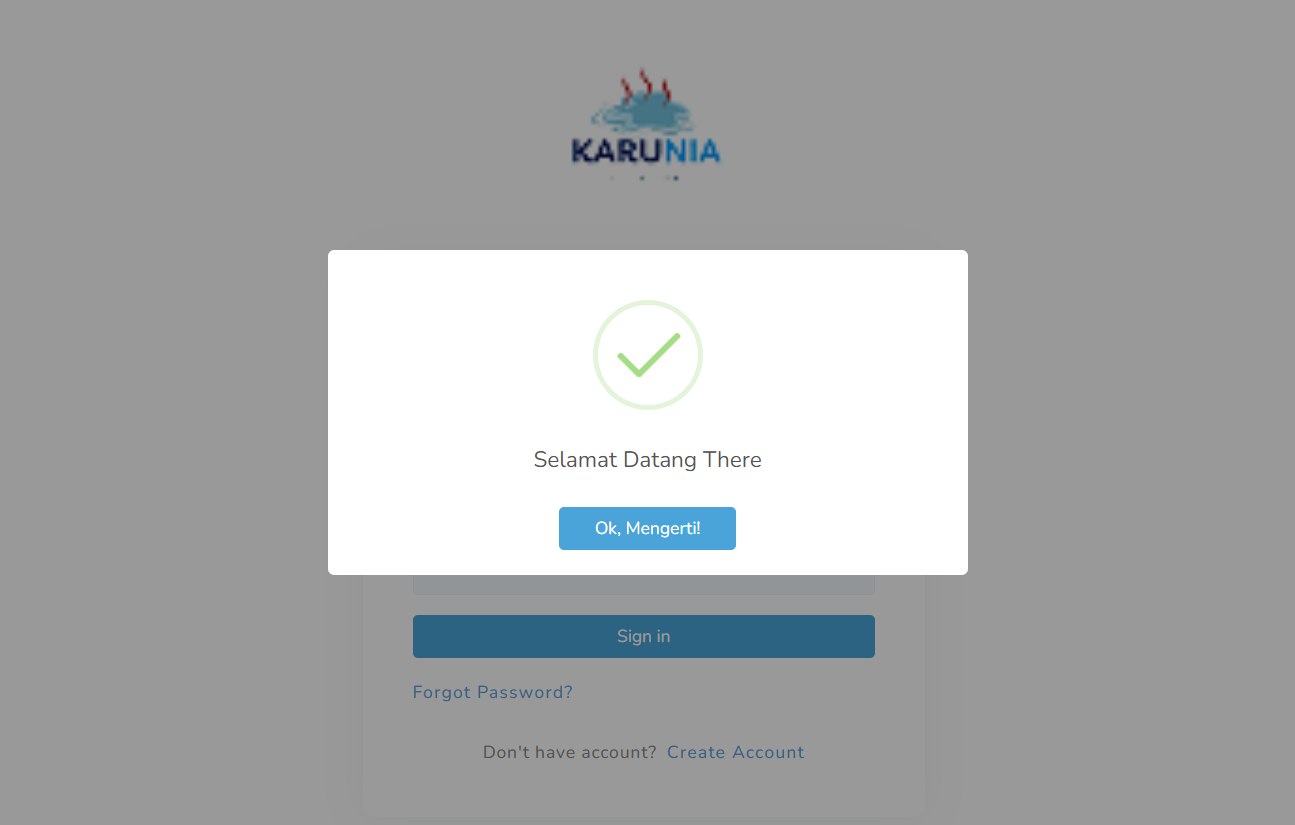 KARUNIA
Selamat Datang There
Ok, Mengerti!
Sign in
Forgot Password?
Don't have account? Create Account